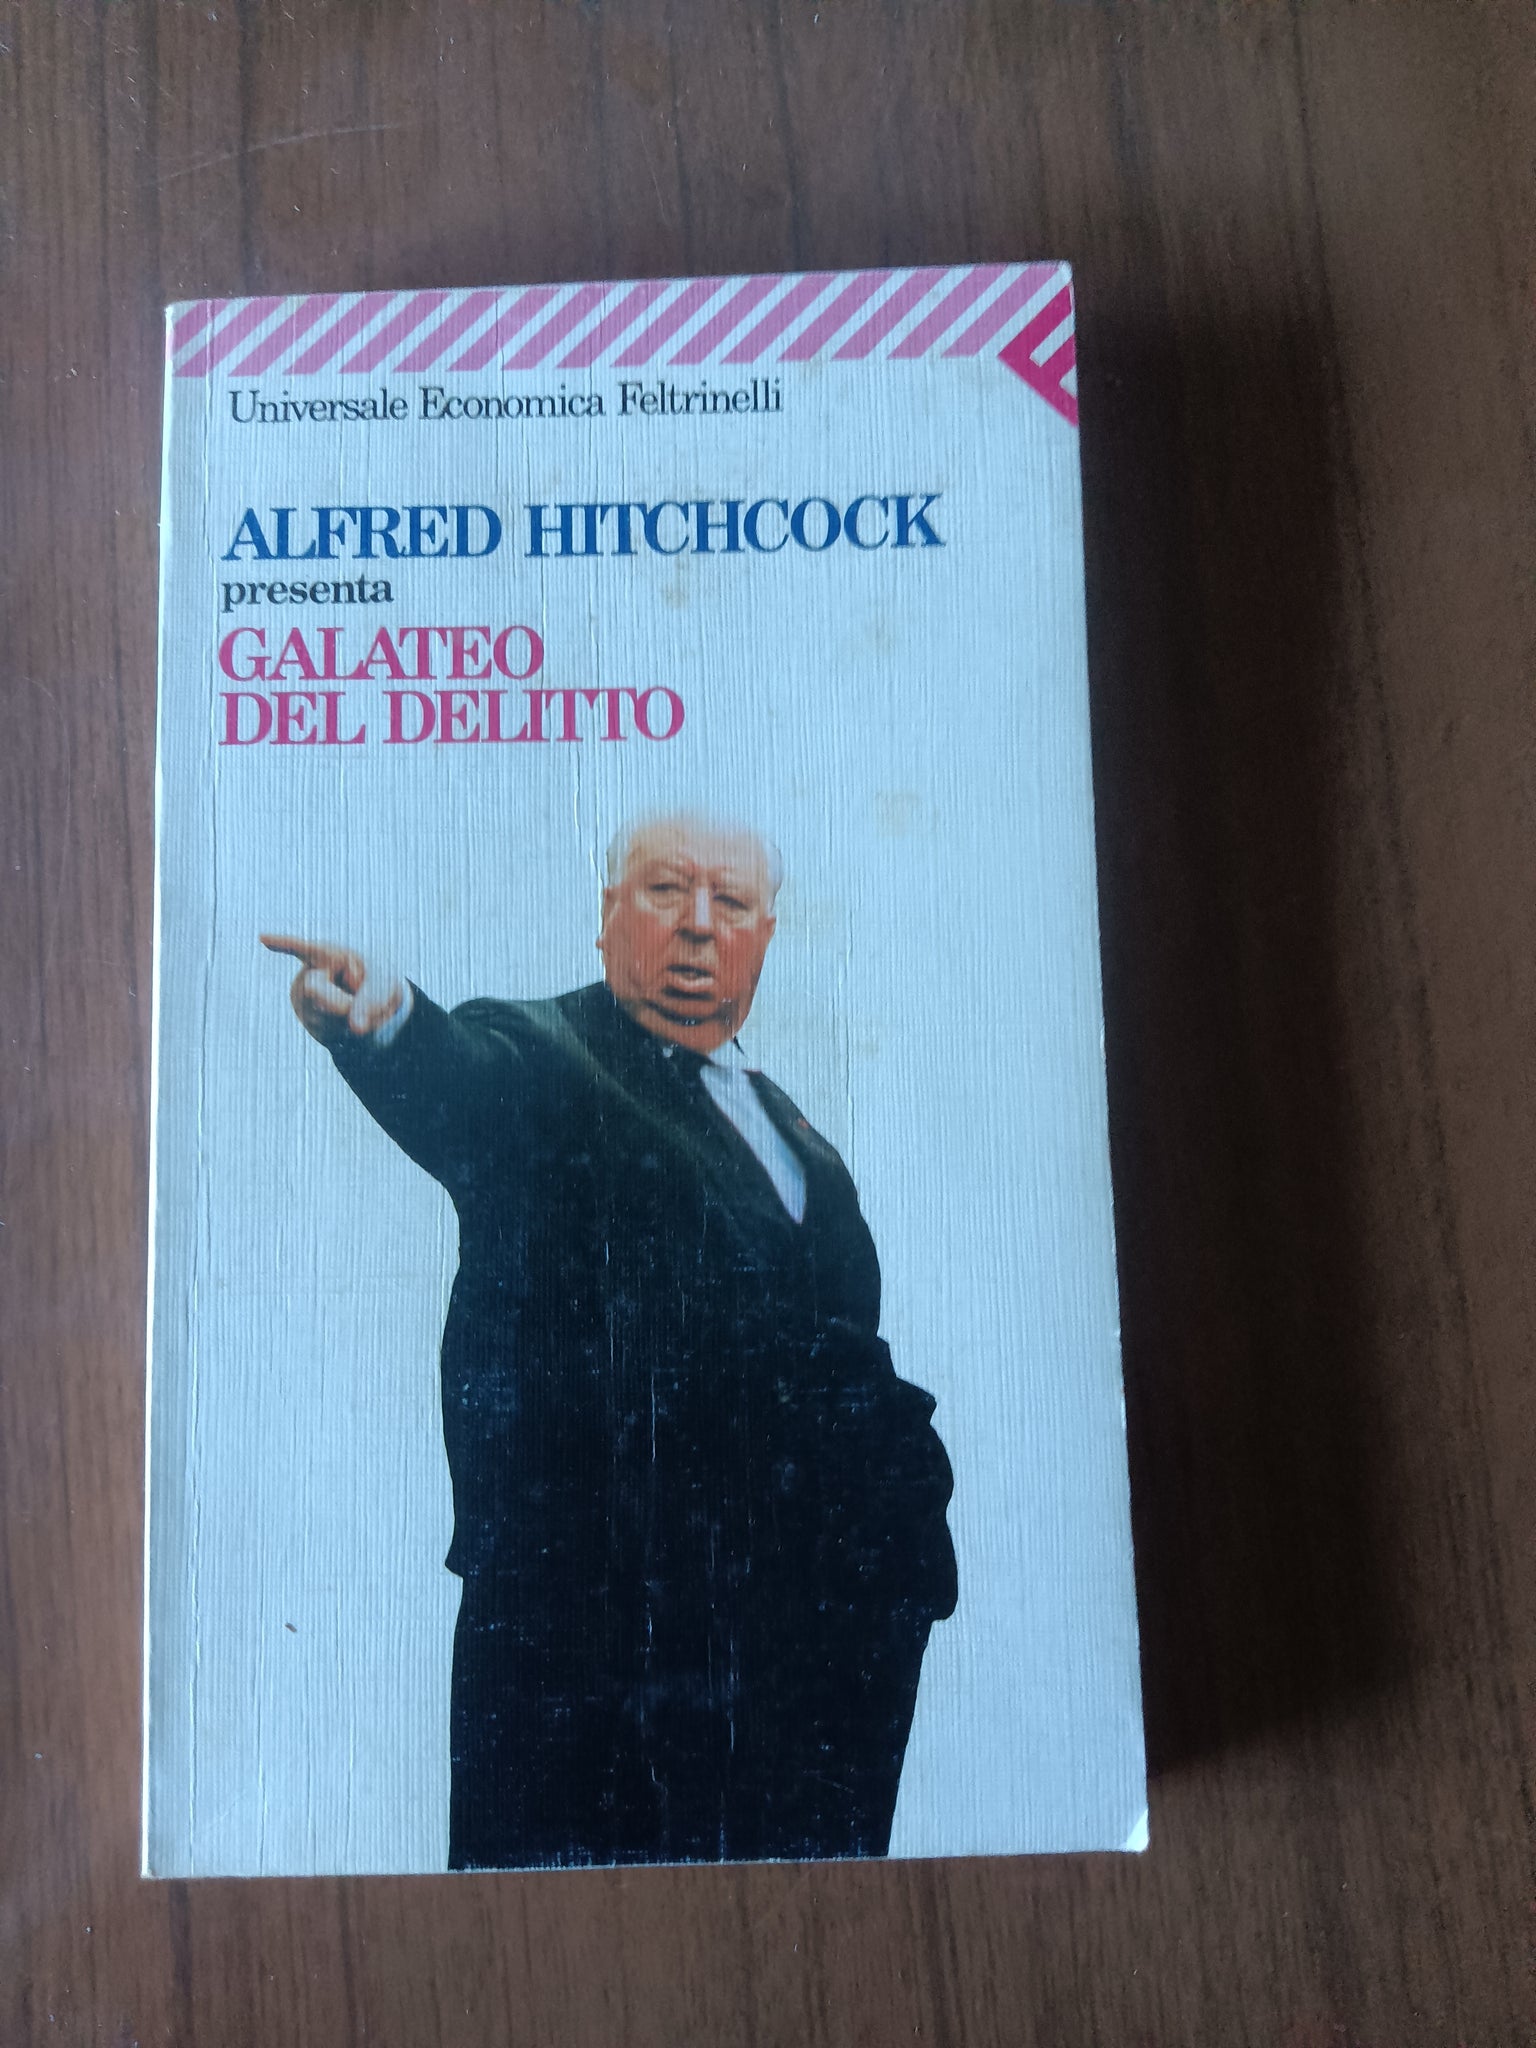 Universale Economica Feltrinelli
ALFRED HITCHCOCK
presenta
GALATEO
DEL DELITTO